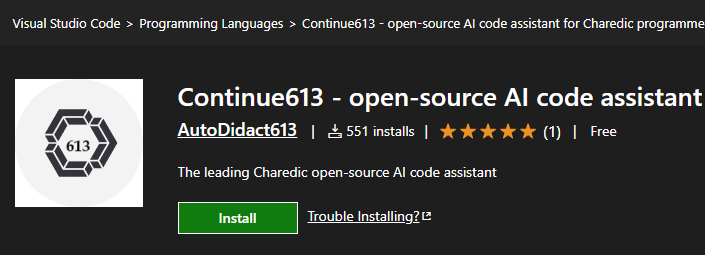 Visual Studio Code > Programming Languages > Continue613 - open-source AI code assistant for Charedic programme
613
Continue613 - open-source AI code assistant
AutoDidact613 | 551 installs | (1) | Free
The leading Charedic open-source AI code assistant
Install Trouble Installing?